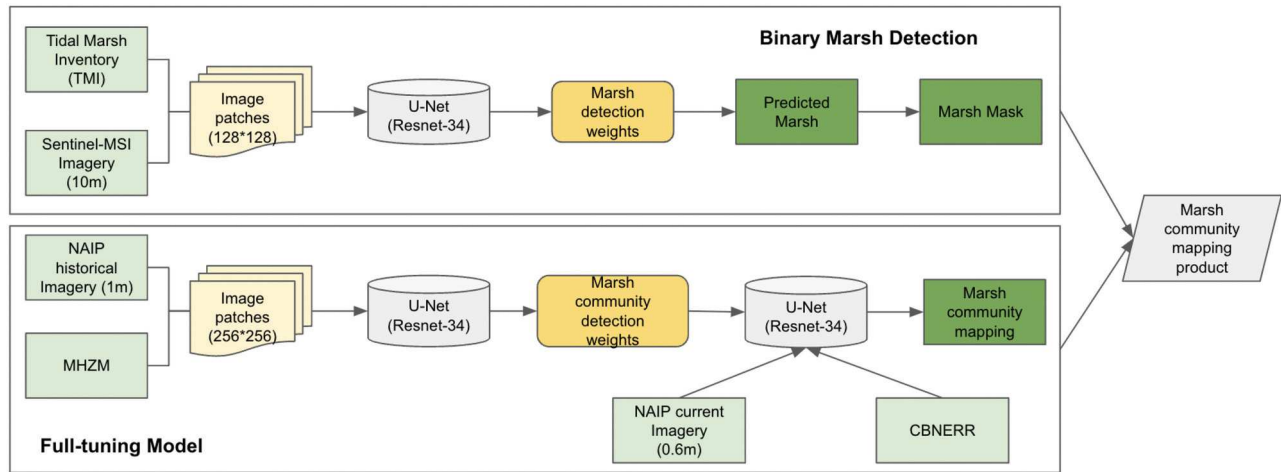 Binary Marsh Detection
Tidal Marsh
Inventory
(TMI)
Sentinel-MSI
Imagery
(10m)
Image
patches
(128*128)
U-Net
(Resnet-34)
Marsh
detection
weights
Predicted
Marsh
Marsh Mask
NAIP
historical
Imagery (1m)
MHZM
Image
patches
(256*256)
U-Net
(Resnet-34)
Marsh
community
detection
weights
U-Net
(Resnet-34)
Marsh
community
mapping
NAIP current
Imagery
(0.6m)
CBNERR
Full-tuning Model
Marsh
community
mapping
product